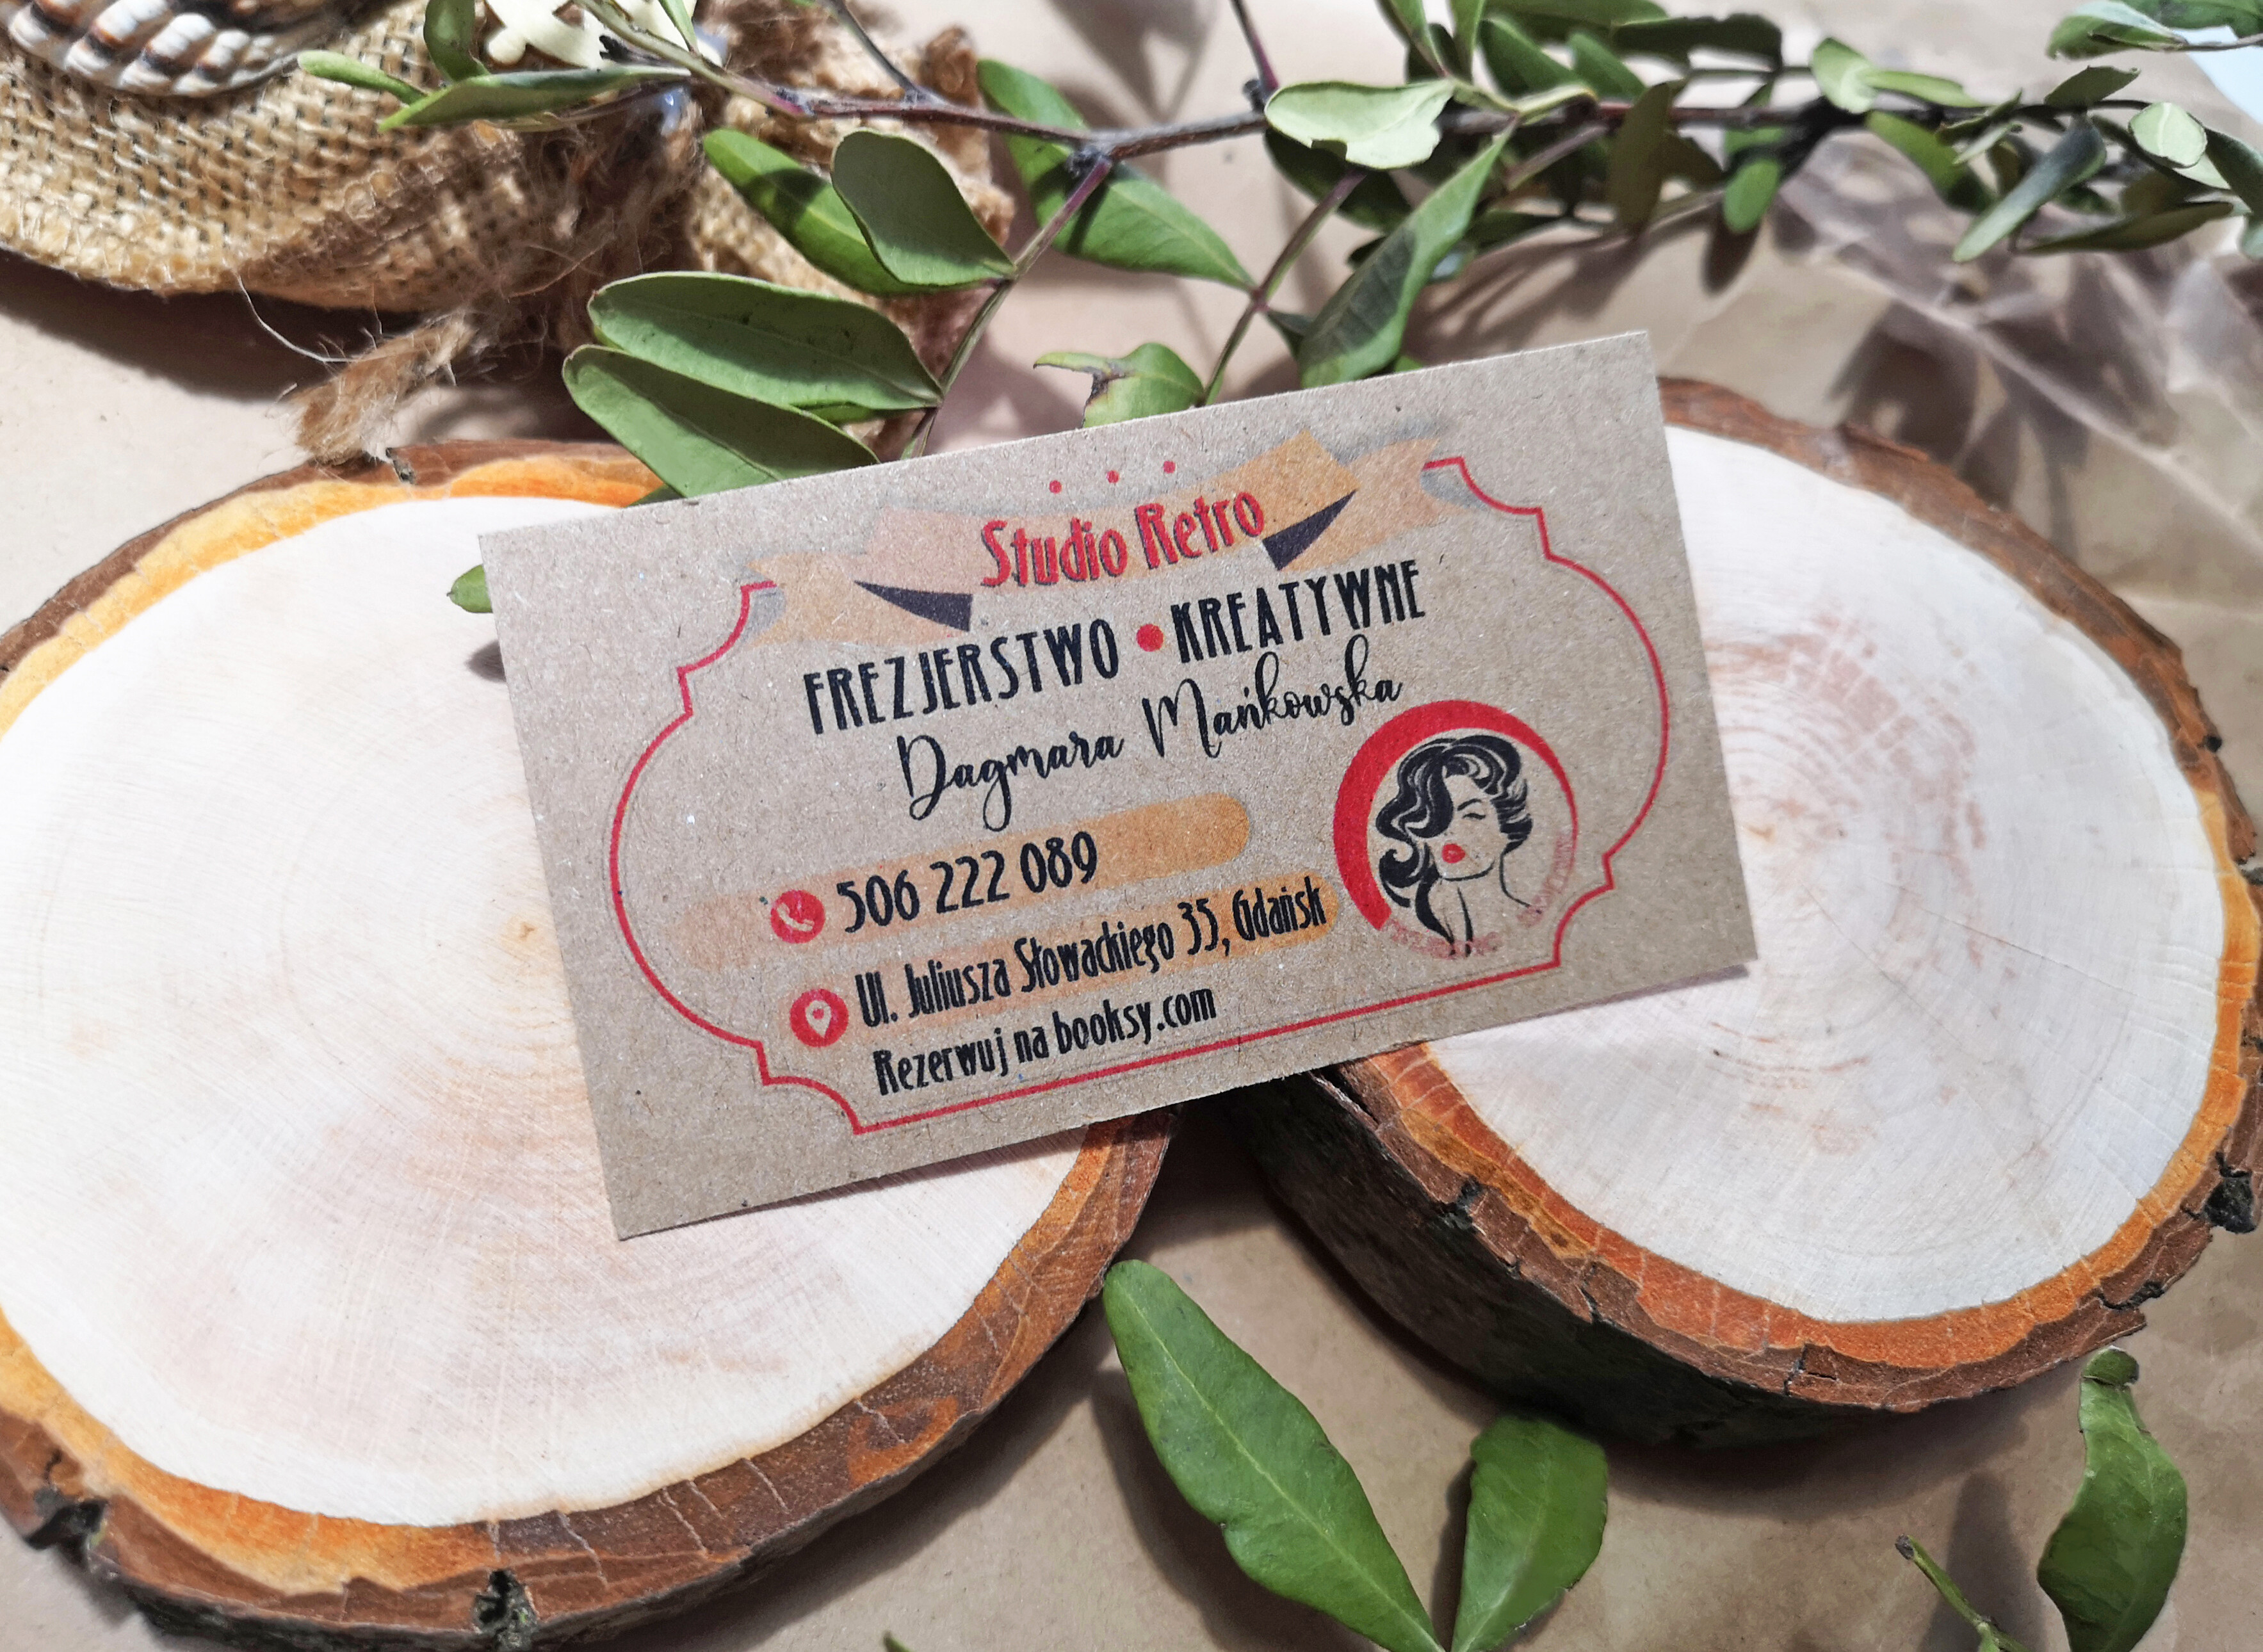 Studio Retro
FREZJERSTWO • KREATYWNE
Dagmara Mańkowska
506 222 089
Ul. Juliusza Słowackiego 35, Gdańsk
Rezerwuj na booksy.com